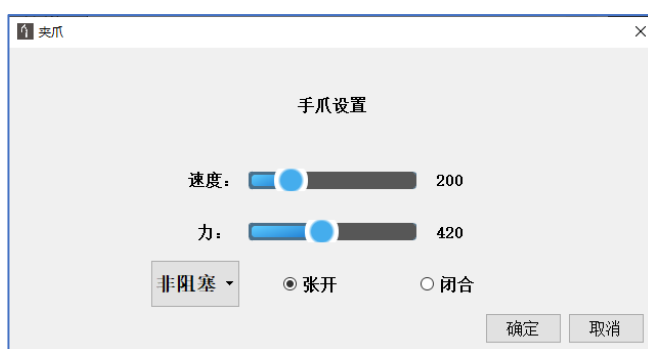 夹爪
手爪设置
速度： 200
力： 420
非阻塞 张开 闭合
确定 取消